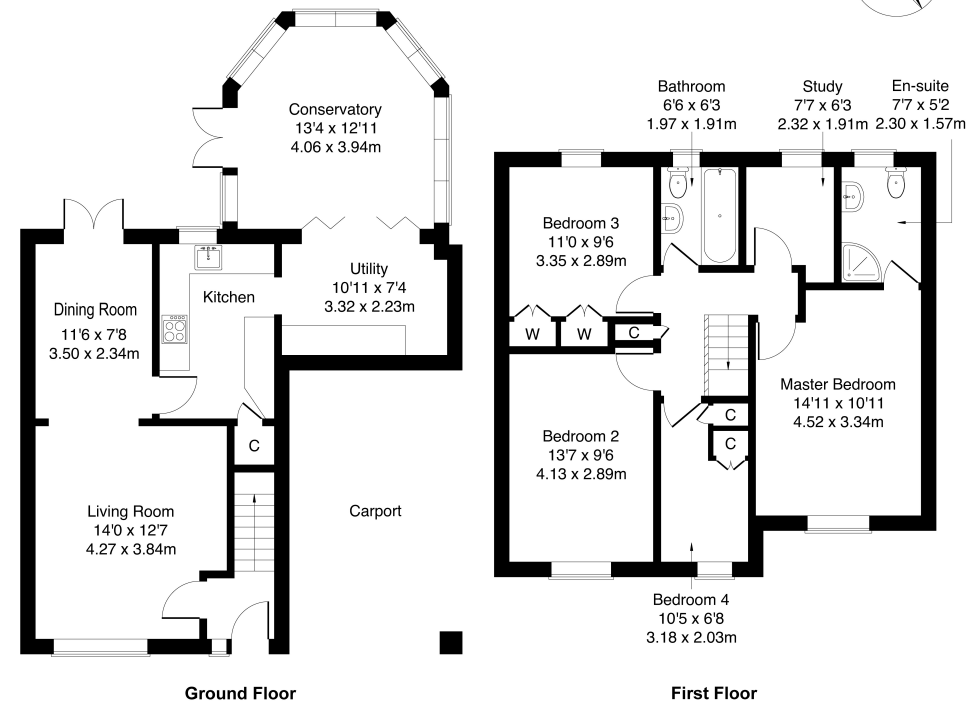 Conservatory
13'4 x 12'11
4.06 x 3.94m
Utility
10'11 x 7'4
3.32 x 2.23m
Kitchen
Dining Room
11'6 x 7'8
3.50 x 2.34m
C
Living Room
14'0 x 12'7
4.27 x 3.84m
Carport
Ground Floor
Bathroom
6'6 x 6'3
1.97 x 1.91m
Study
7'7 x 6'3
2.32 x 1.91m
En-suite
7'7 x 5'2
2.30 x 1.57m
Bedroom 3
11'0 x 9'6
3.35 x 2.89m
W
W
C
Master Bedroom
14'11 x 10'11
4.52 x 3.34m
C
C
Bedroom 2
13'7 x 9'6
4.13 x 2.89m
Bedroom 4
10'5 x 6'8
3.18 x 2.03m
First Floor